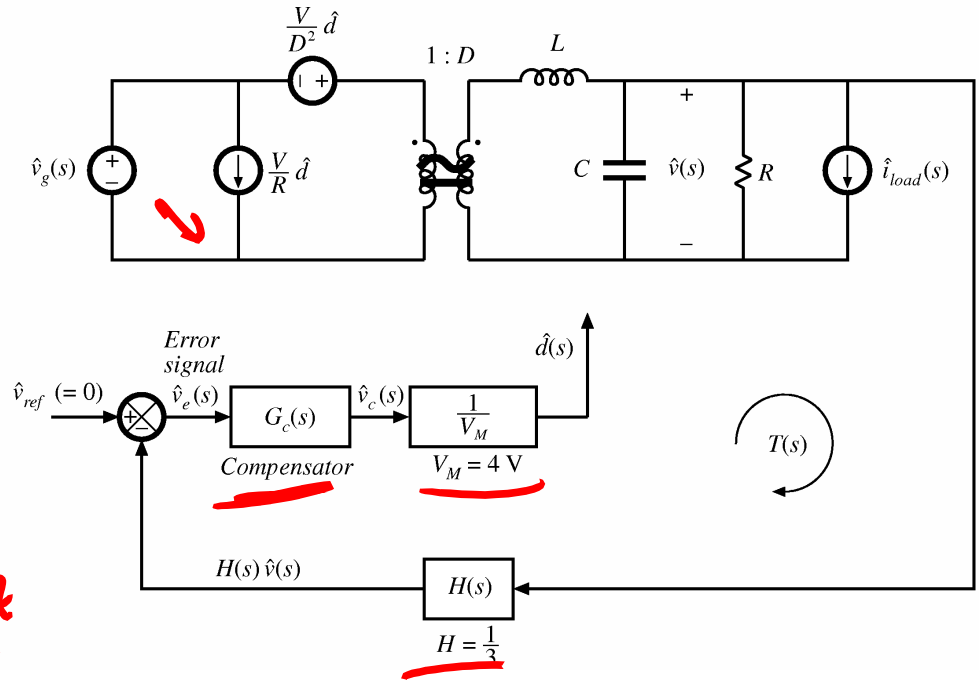 V/D² d̂
1 : D
L
v̂g(s)
+
−
− +
V/R d̂
C
+
v̂(s)
−
R
îload(s)
Error
signal
d̂(s)
v̂ref (= 0)
+
−
v̂e(s)
Gc(s)
v̂c(s)
1/VM
T(s)
Compensator
VM = 4 V
H(s) v̂(s)
H(s)
H = 1/3